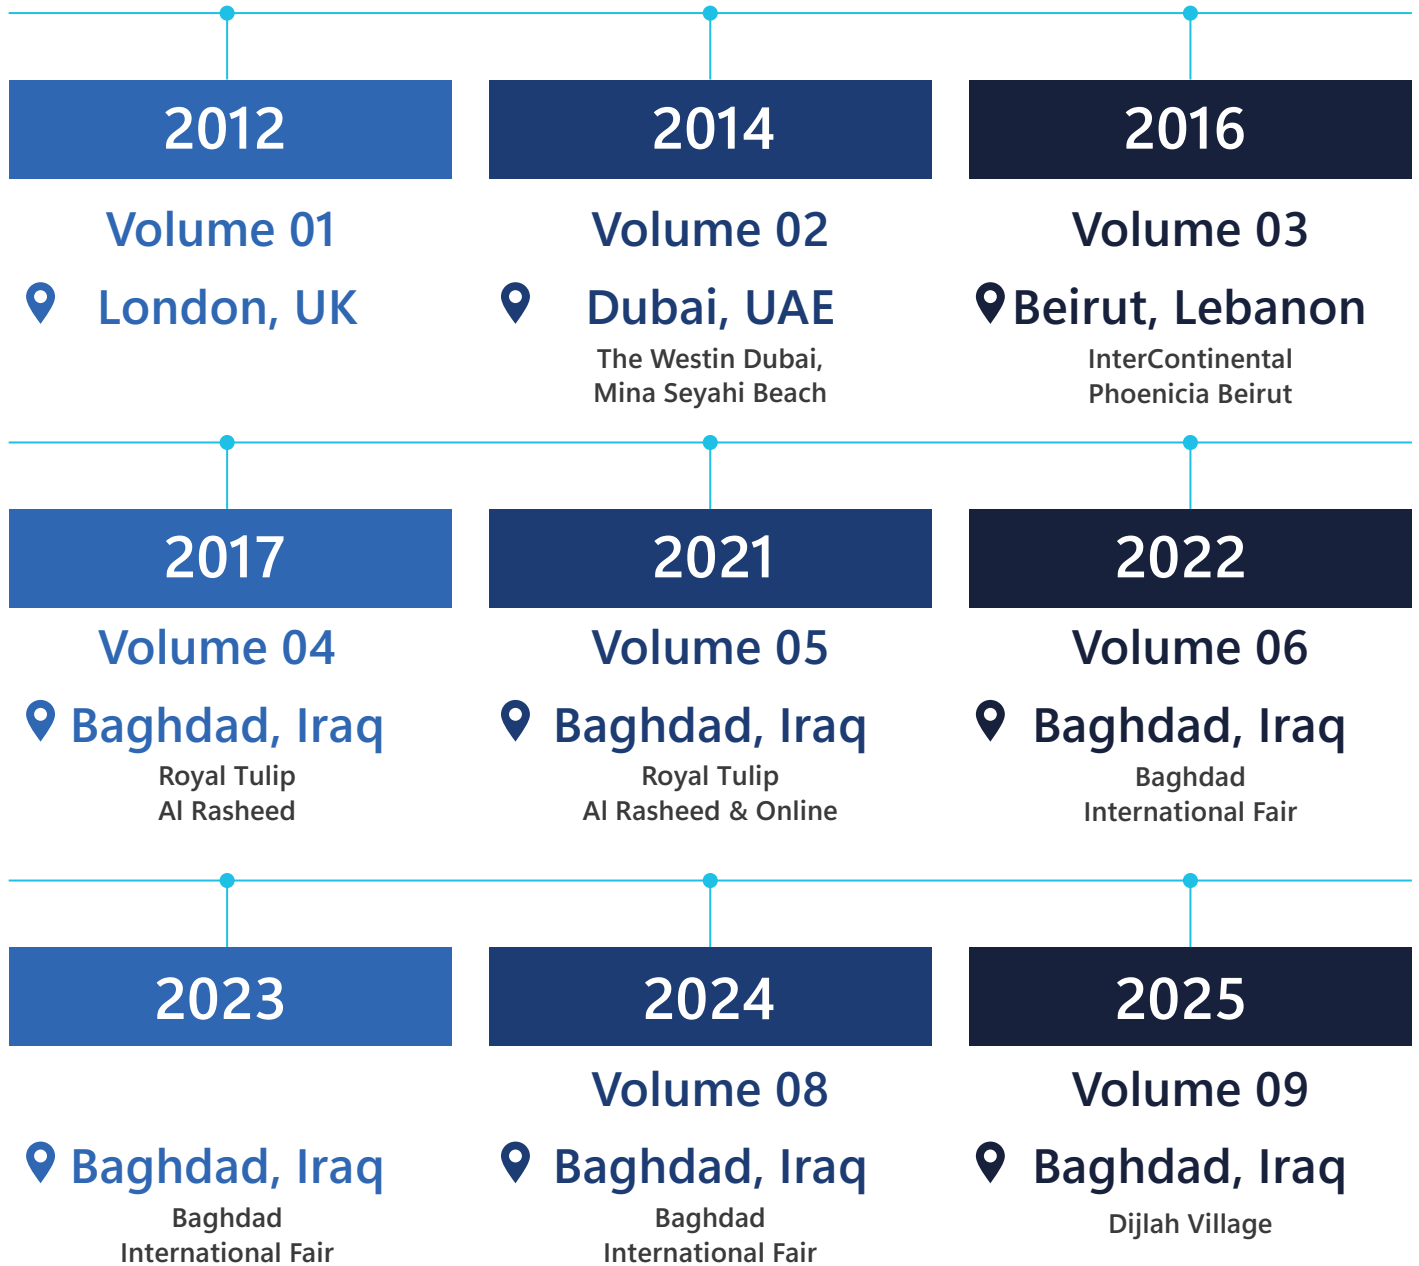 2012
Volume 01
London, UK
2014
Volume 02
Dubai, UAE
The Westin Dubai,
Mina Seyahi Beach
2016
Volume 03
Beirut, Lebanon
InterContinental
Phoenicia Beirut
2017
Volume 04
Baghdad, Iraq
Royal Tulip
Al Rasheed
2021
Volume 05
Baghdad, Iraq
Royal Tulip
Al Rasheed & Online
2022
Volume 06
Baghdad, Iraq
Baghdad
International Fair
2023
Baghdad, Iraq
Baghdad
International Fair
2024
Volume 08
Baghdad, Iraq
Baghdad
International Fair
2025
Volume 09
Baghdad, Iraq
Dijlah Village